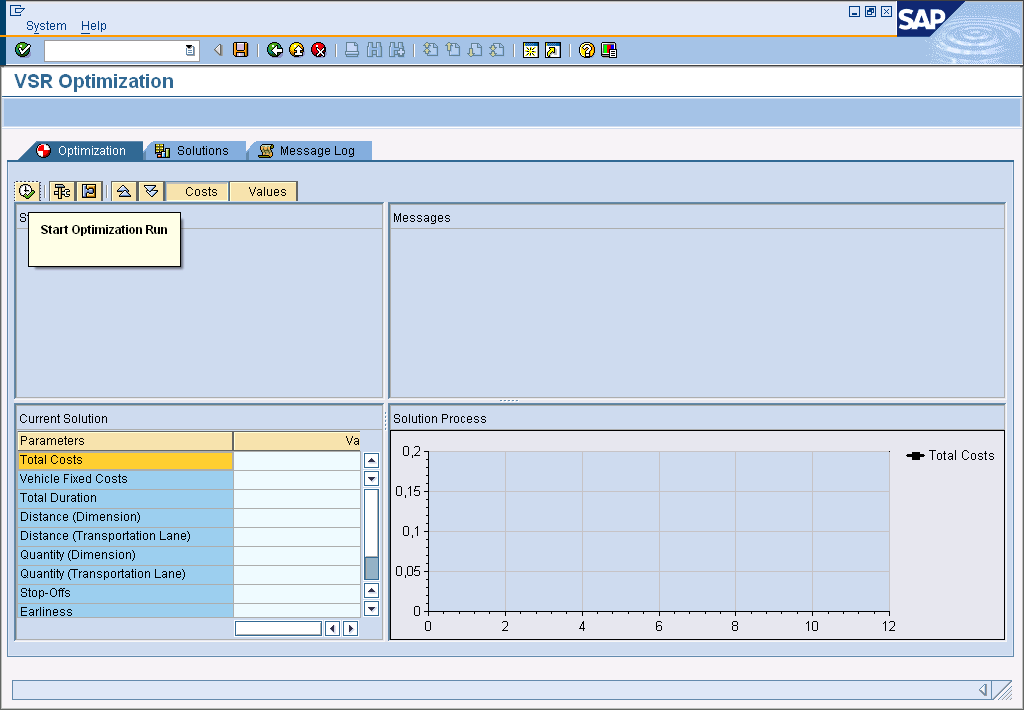 System Help
SAP
VSR Optimization
Optimization Solutions Message Log
Costs Values
Start Optimization Run
Messages
Current Solution
Parameters Va
Total Costs
Vehicle Fixed Costs
Total Duration
Distance (Dimension)
Distance (Transportation Lane)
Quantity (Dimension)
Quantity (Transportation Lane)
Stop-Offs
Earliness
Solution Process
0,2
0,15
0,1
0,05
0
0 2 4 6 8 10 12
Total Costs